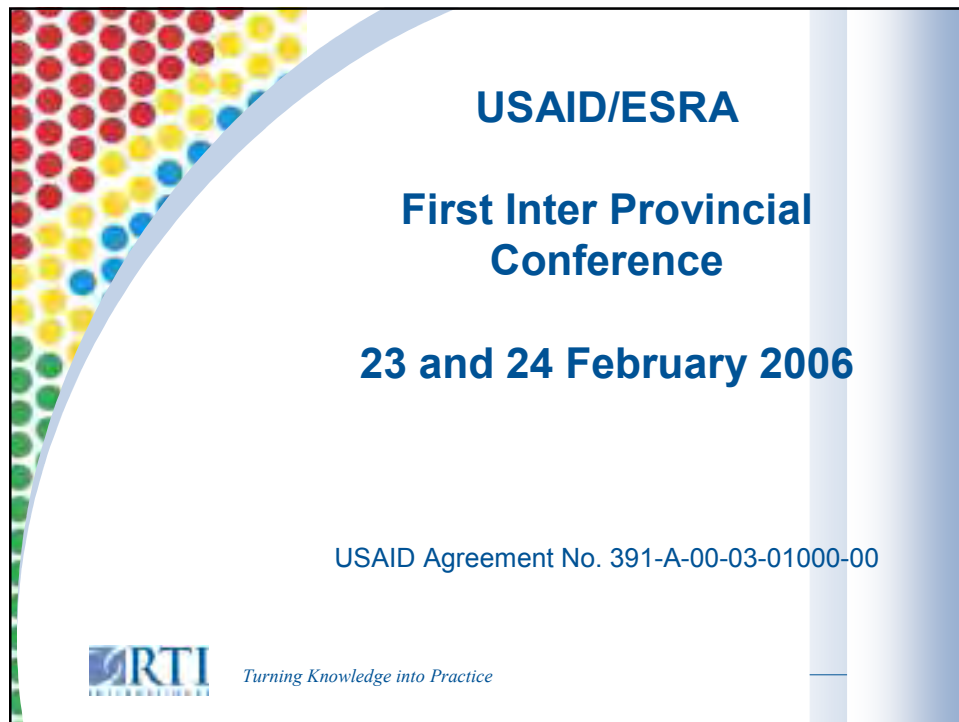 USAID/ESRA
First Inter Provincial
Conference
23 and 24 February 2006
USAID Agreement No. 391-A-00-03-01000-00
RTI
INTERNATIONAL
Turning Knowledge into Practice